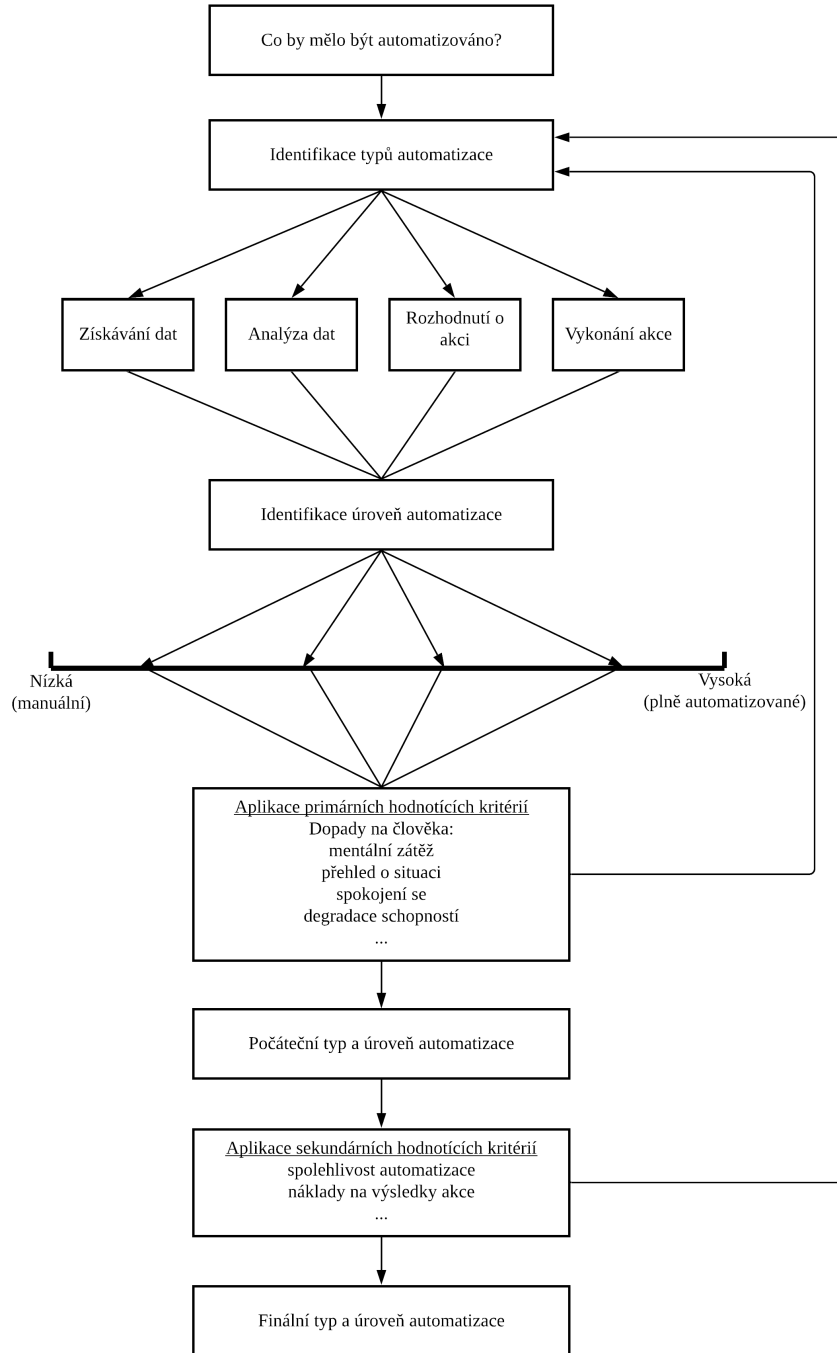 Co by mělo být automatizováno?
Identifikace typů automatizace
Získávání dat
Analýza dat
Rozhodnutí o
akci
Vykonání akce
Identifikace úroveň automatizace
Nízká
(manuální)
Vysoká
(plně automatizované)
Aplikace primárních hodnotících kritérií
Dopady na člověka:
mentální zátěž
přehled o situaci
spokojení se
degradace schopností
...
Počáteční typ a úroveň automatizace
Aplikace sekundárních hodnotících kritérií
spolehlivost automatizace
náklady na výsledky akce
...
Finální typ a úroveň automatizace